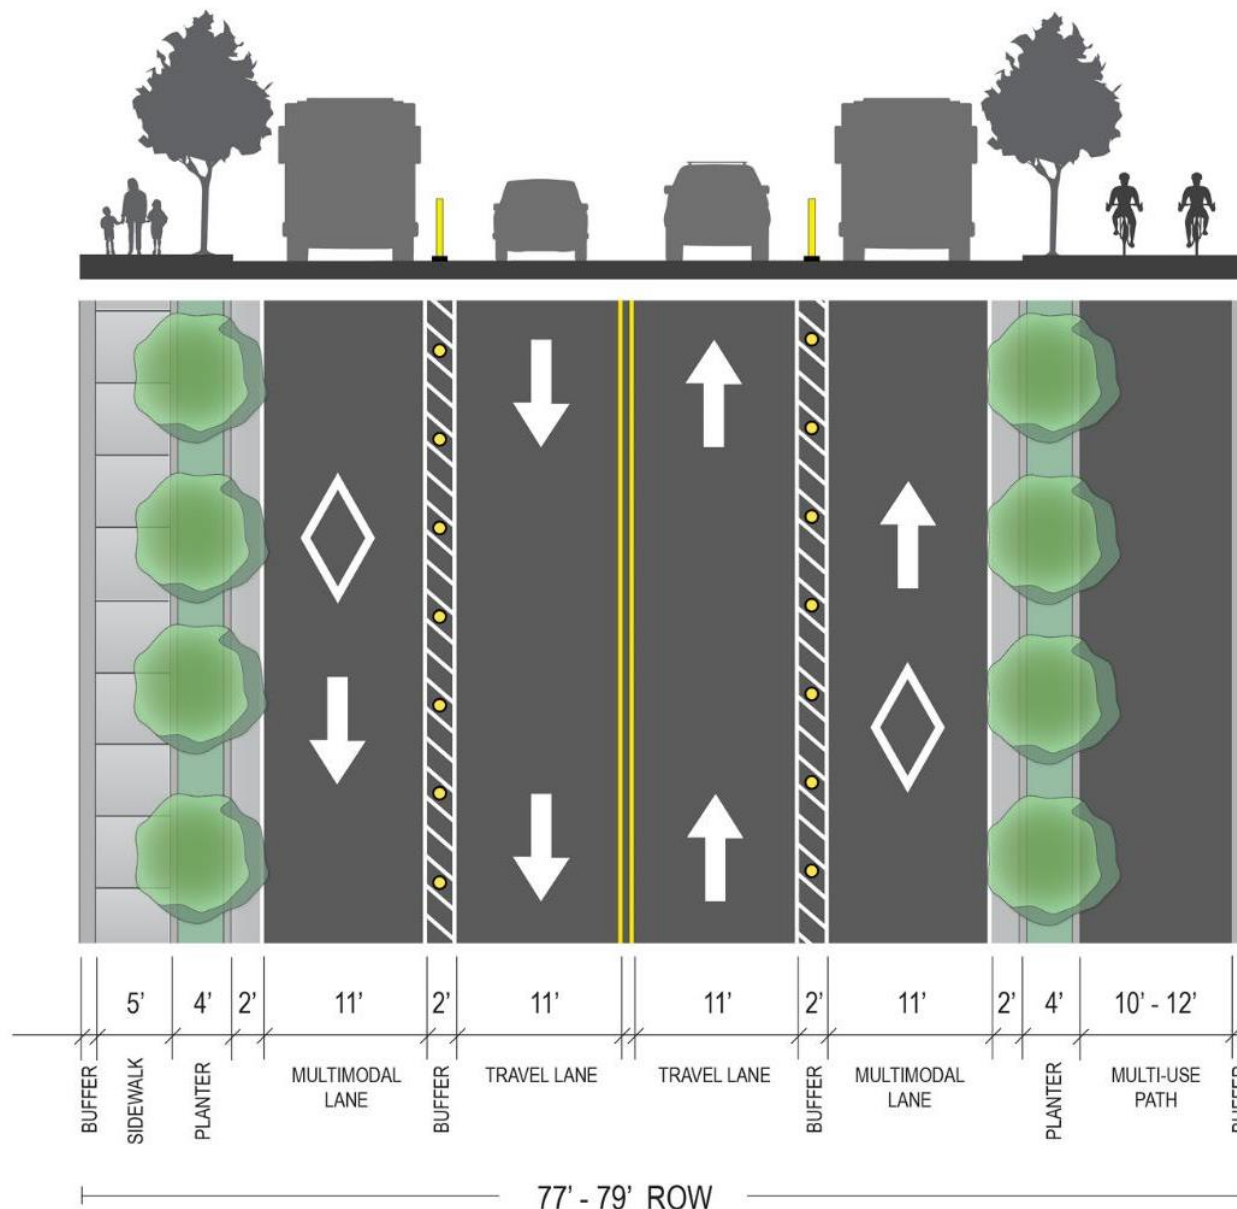 5’ 4’ 2’ 11’ 2’ 11’ 11’ 2’ 11’ 2’ 4’ 10’ - 12’
BUFFER
SIDEWALK
PLANTER
MULTIMODAL
LANE
BUFFER
TRAVEL LANE
TRAVEL LANE
BUFFER
MULTIMODAL
LANE
PLANTER
MULTI-USE
PATH
77’ - 79’ ROW